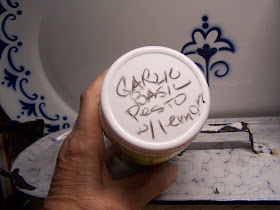 GARLIC
BASIL
PESTO
w/lemon